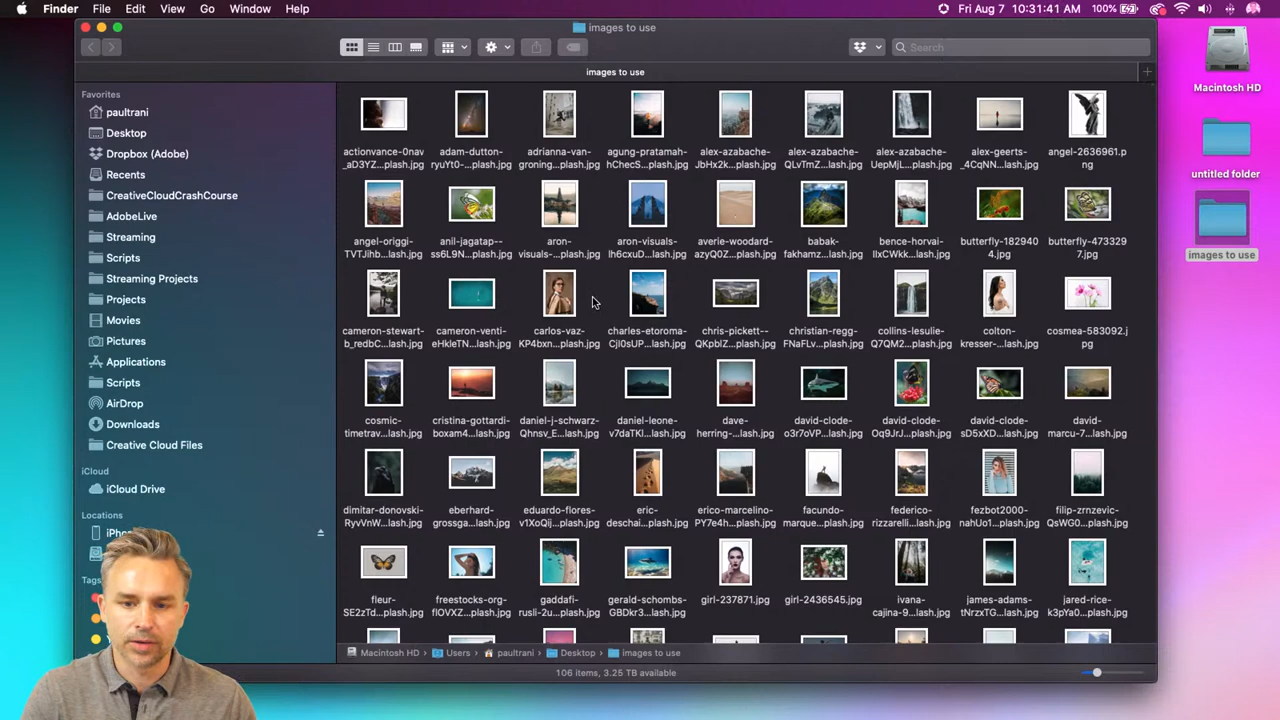 Finder File Edit View Go Window Help
Fri Aug 7 10:31:41 AM 100%
images to use
Search
images to use
Macintosh HD
untitled folder
images to use
Favorites
paultrani
Desktop
Dropbox (Adobe)
Recents
CreativeCloudCrashCourse
AdobeLive
Streaming
Scripts
Streaming Projects
Projects
Movies
Pictures
Applications
Scripts
AirDrop
Downloads
Creative Cloud Files
iCloud
iCloud Drive
Locations
Tags
actionvance-0nav adam-dutton- adrianna-van- agung-pratamah- alex-azabache- alex-azabache- alex-azabache- alex-geerts- angel-2636961.p
_aD3YZ...plash.jpg ryuYt0-...plash.jpg groning...plash.jpg hChecS...plash.jpg JbHx2k...plash.jpg QLvTmZ...plash.jpg UepMjL...plash.jpg _4CqNN...plash.jpg ng
angel-origgi- anil-jagatap-- aron- aron-visuals- averie-woodard- babak- bence-horvai- butterfly-182940 butterfly-473329
TVTJihb...lash.jpg ss6L9N...plash.jpg visuals-...plash.jpg lh6cxuD...plash.jpg azyQ0Z...plash.jpg fakhamz...plash.jpg lIxCWkk...plash.jpg 4.jpg 7.jpg
cameron-stewart- cameron-venti- carlos-vaz- charles-etoroma- chris-pickett-- christian-regg- collins-lesulie- colton- cosmea-583092.j
b_redbC...plash.jpg eHkleTN...plash.jpg KP4bxn...plash.jpg CjI0sUP...plash.jpg QKpblZ...plash.jpg FNaFLv...plash.jpg Q7QM2...plash.jpg kresser-...lash.jpg pg
cosmic- cristina-gottardi- daniel-j-schwarz- daniel-leone- dave- david-clode- david-clode- david-clode- david-
timetrav...lash.jpg boxam4...plash.jpg Qhnsv_E...plash.jpg v7daTKl...plash.jpg herring-...lash.jpg o3r7oVP...lash.jpg Oq9JrJ...plash.jpg sD5xXD...plash.jpg marcu-7...lash.jpg
dimitar-donovski- eberhard- eduardo-flores- eric- erico-marcelino- facundo- federico- fezbot2000- filip-zrnzevic-
RyvVnW...plash.jpg grossga...plash.jpg v1XoQij...plash.jpg deschai...plash.jpg PY7e4h...plash.jpg marque...plash.jpg rizzarelli...plash.jpg nahUo1...plash.jpg QsWG0...plash.jpg
fleur- freestocks-org- gaddafi- gerald-schombs- girl-237871.jpg girl-2436545.jpg ivana- james-adams- jared-rice-
SE2zTd...plash.jpg flOVXZ...plash.jpg rusli-2u...plash.jpg GBDkr3...plash.jpg cajina-9...lash.jpg tNrzxTG...plash.jpg k3pYa0...plash.jpg
Macintosh HD › Users › paultrani › Desktop › images to use
106 items, 3.25 TB available